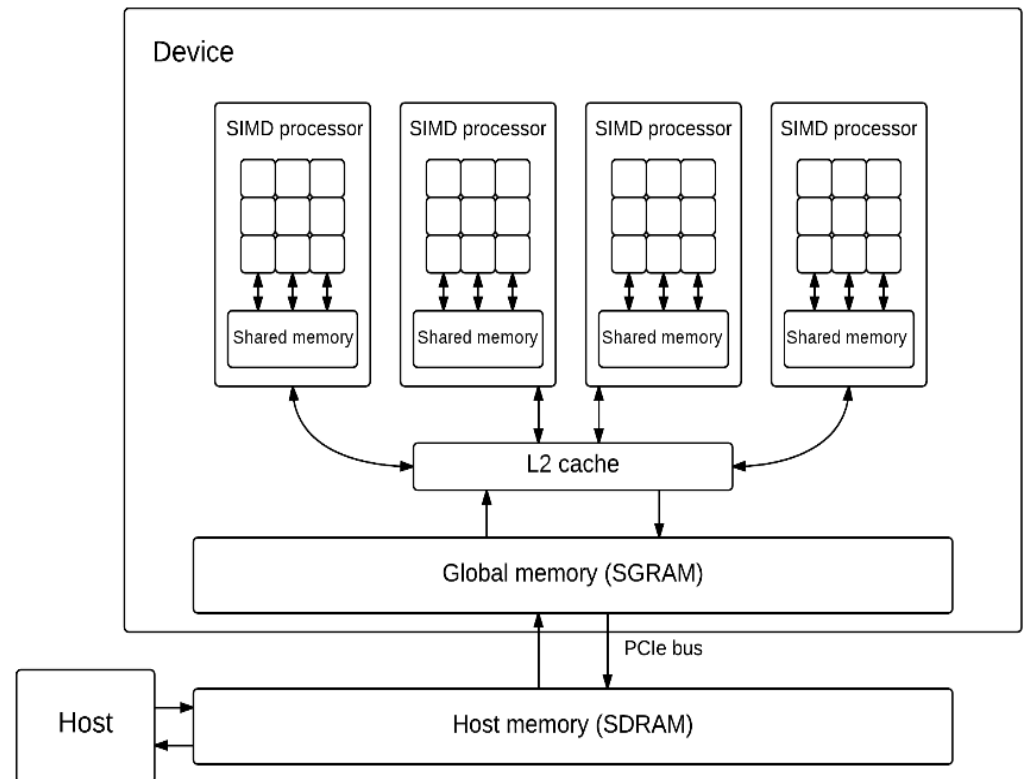 Device
SIMD processor
SIMD processor
SIMD processor
SIMD processor
Shared memory
Shared memory
Shared memory
Shared memory
L2 cache
Global memory (SGRAM)
PCIe bus
Host
Host memory (SDRAM)